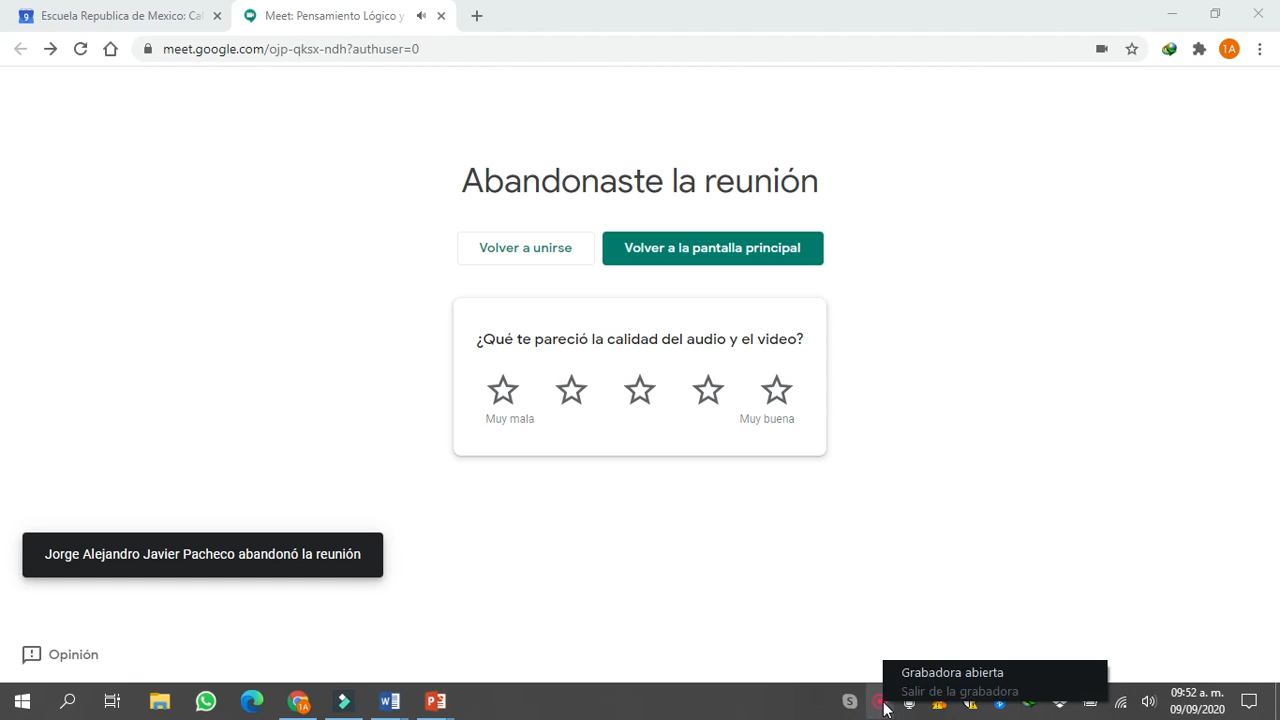 Escuela Republica de Mexico: Cal
Meet: Pensamiento Lógico y
meet.google.com/ojp-qksx-ndh?authuser=0
1A
Abandonaste la reunión
Volver a unirse
Volver a la pantalla principal
¿Qué te pareció la calidad del audio y el video?
Muy mala
Muy buena
Jorge Alejandro Javier Pacheco abandonó la reunión
Opinión
Grabadora abierta
Salir de la grabadora
09:52 a. m.
09/09/2020